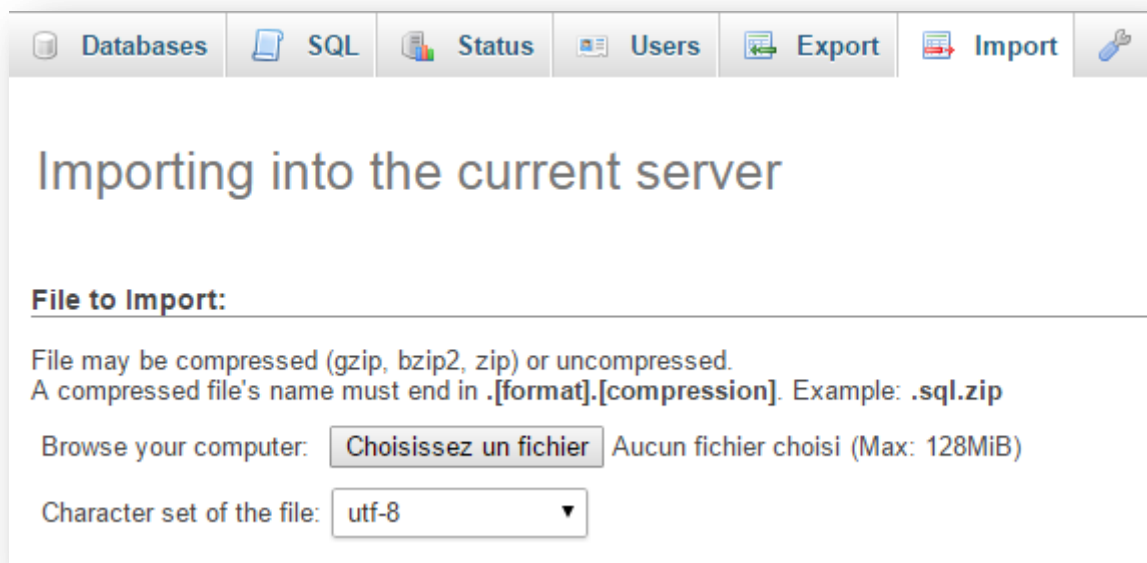 Databases SQL Status Users Export Import
Importing into the current server
File to Import:
File may be compressed (gzip, bzip2, zip) or uncompressed.
A compressed file's name must end in .[format].[compression]. Example: .sql.zip
Browse your computer: Choisissez un fichier Aucun fichier choisi (Max: 128MiB)
Character set of the file: utf-8